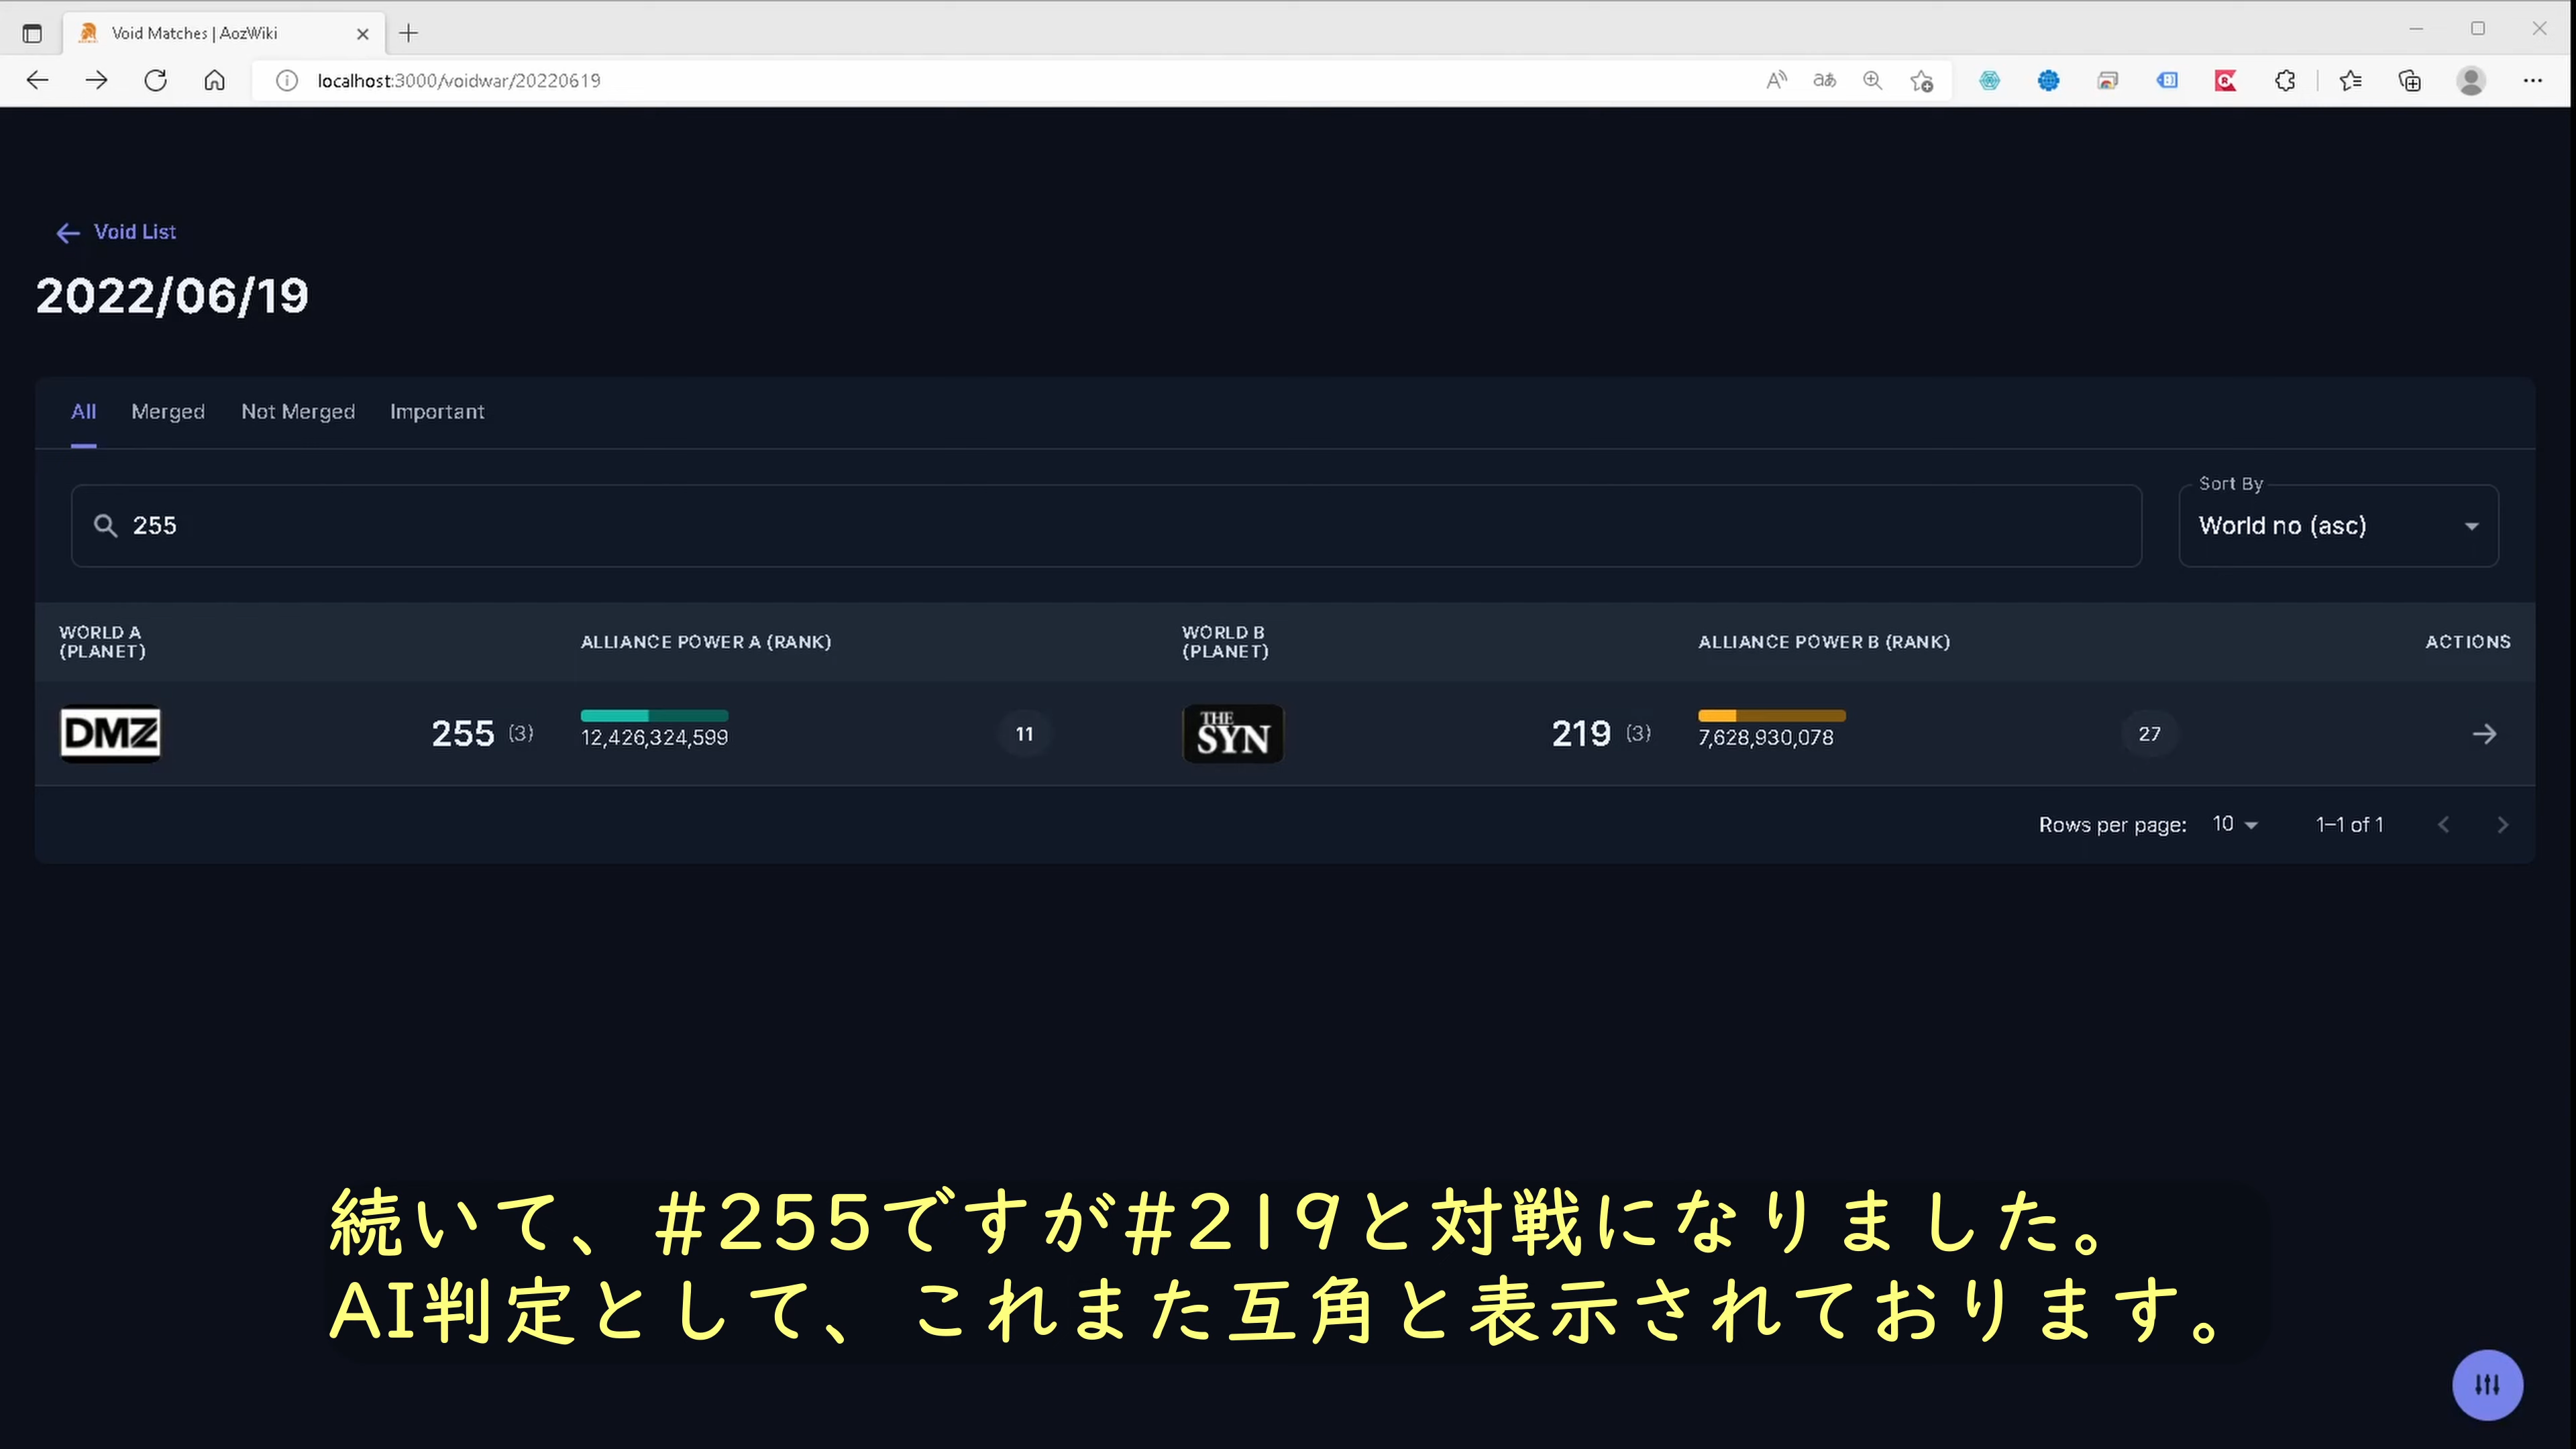 Void Matches | AozWiki
localhost:3000/voidwar/20220619
Void List
2022/06/19
All Merged Not Merged Important
Sort By
255
World no (asc)
WORLD A (PLANET)
ALLIANCE POWER A (RANK)
WORLD B (PLANET)
ALLIANCE POWER B (RANK)
ACTIONS
DMZ
255 (3)
12,426,324,599
11
THE SYN
219 (3)
7,628,930,078
27
Rows per page: 10 1–1 of 1
続いて、#255ですが#219と対戦になりました。
AI判定として、これまた互角と表示されております。